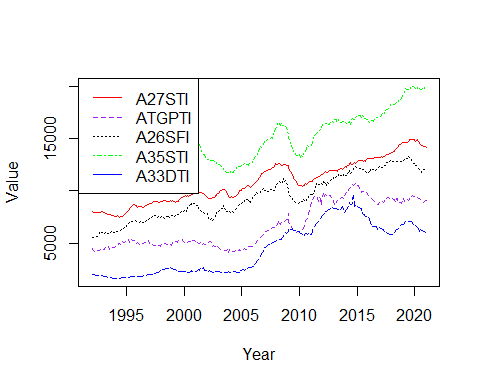 A27STI
ATGPTI
A26SFI
A35STI
A33DTI
Value
5000
15000
1995
2000
2005
2010
2015
2020
Year